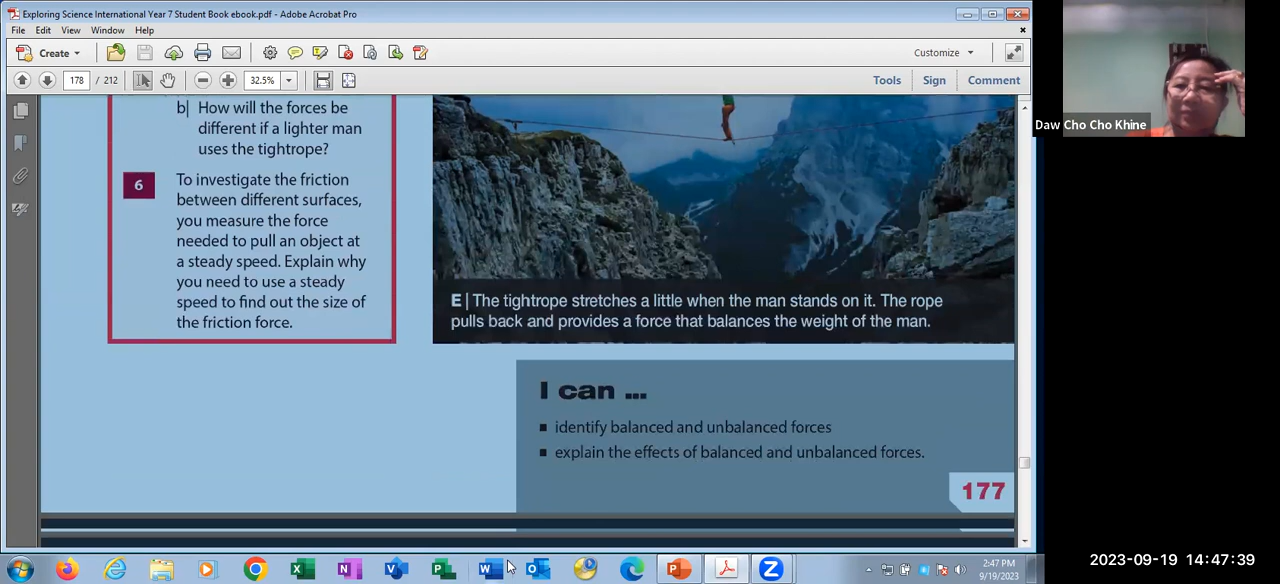 Exploring Science International Year 7 Student Book ebook.pdf - Adobe Acrobat Pro
File Edit View Window Help
Create
Customize
178 / 212
32.5%
Tools Sign Comment
b| How will the forces be
different if a lighter man
uses the tightrope?
6 To investigate the friction
between different surfaces,
you measure the force
needed to pull an object at
a steady speed. Explain why
you need to use a steady
speed to find out the size of
the friction force.
E | The tightrope stretches a little when the man stands on it. The rope
pulls back and provides a force that balances the weight of the man.
I can ...
■ identify balanced and unbalanced forces
■ explain the effects of balanced and unbalanced forces.
177
Daw Cho Cho Khine
2:47 PM
9/19/2023
2023-09-19 14:47:39